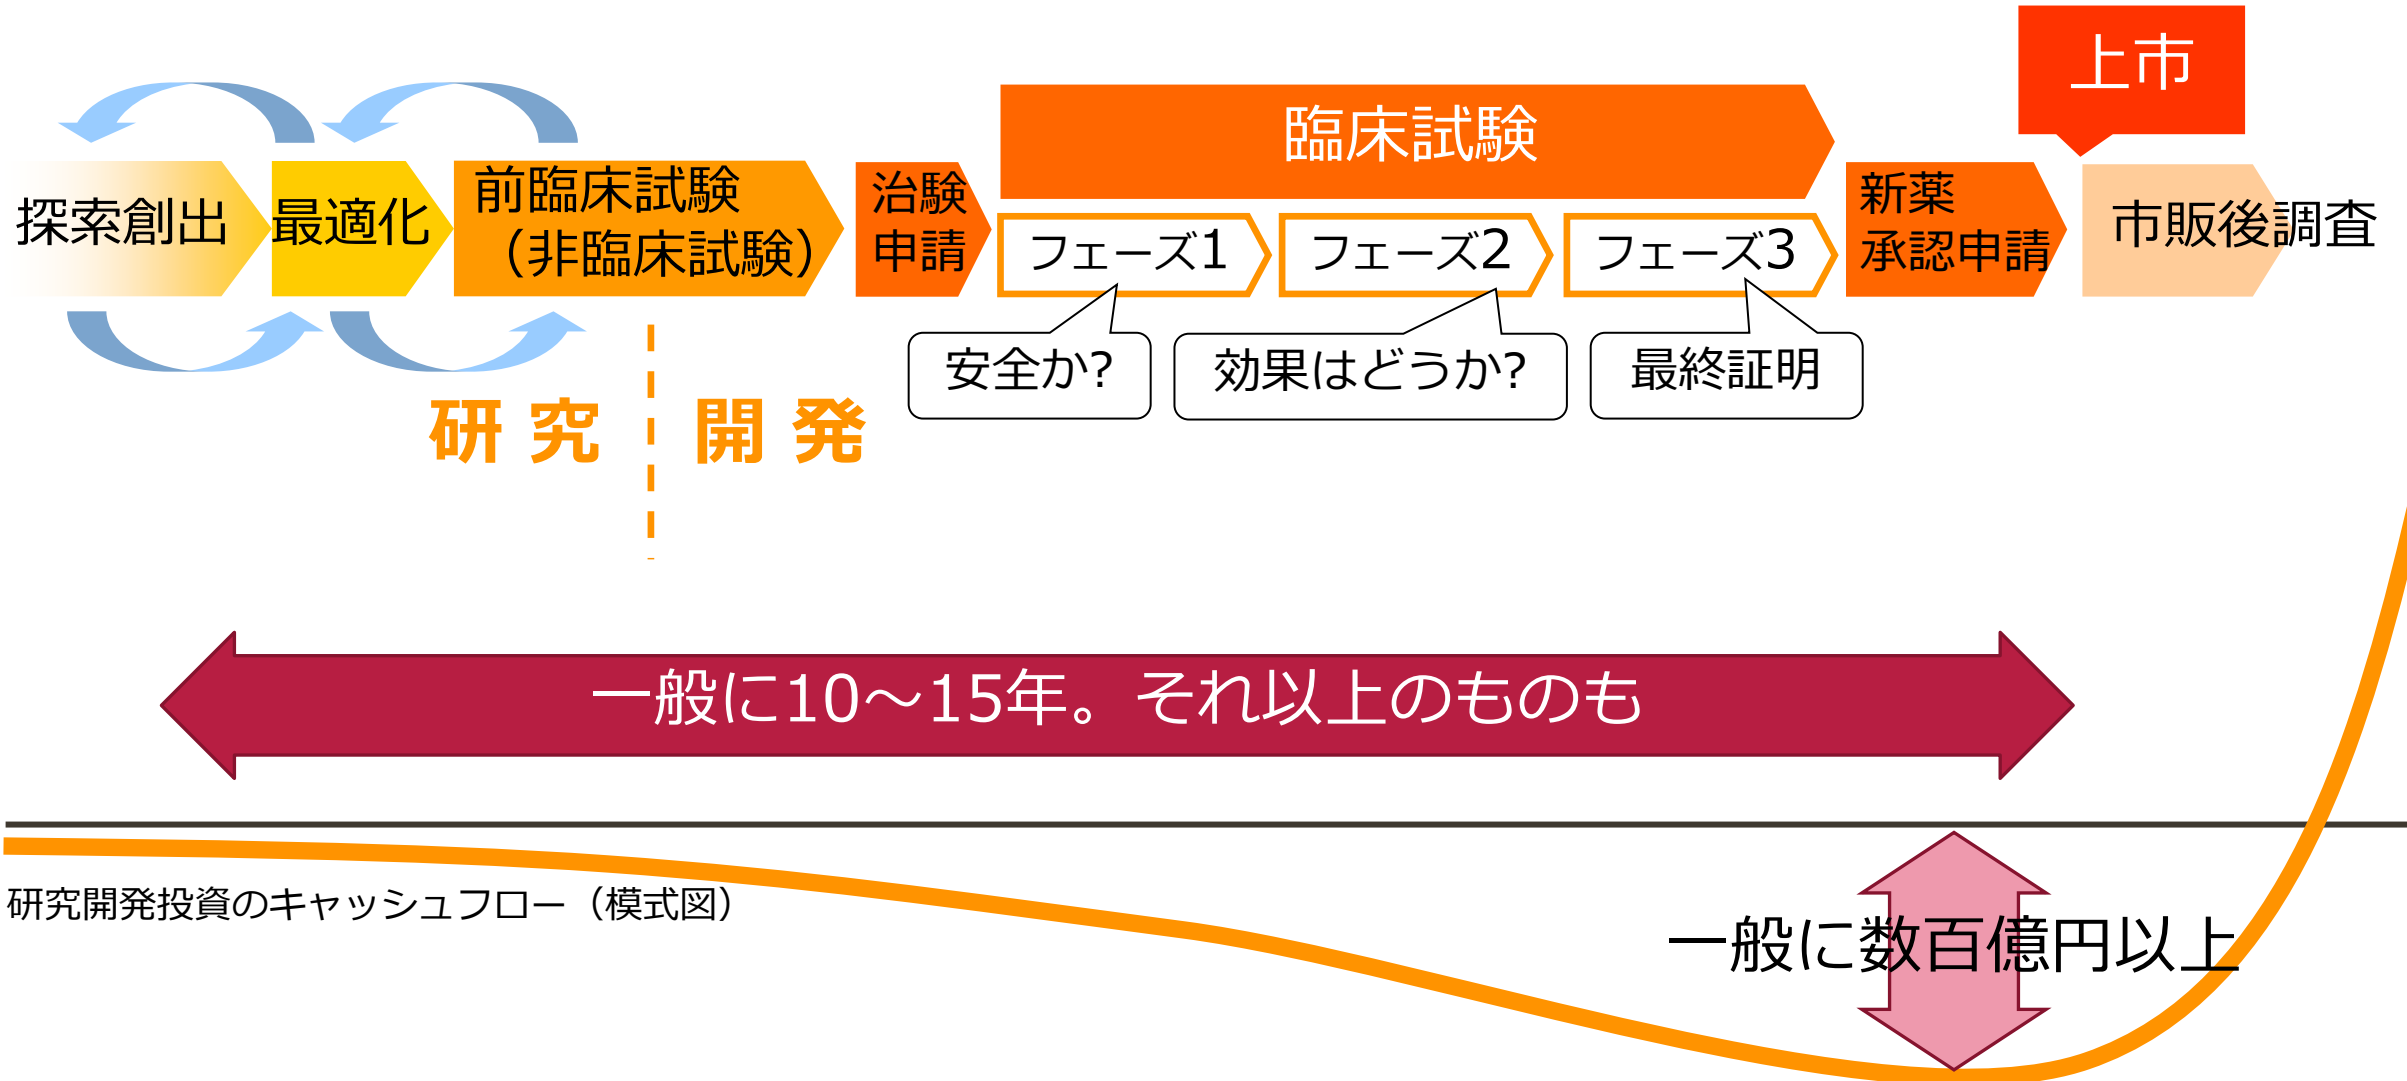 上市
臨床試験
探索創出
最適化
前臨床試験
（非臨床試験）
治験
申請
フェーズ1
フェーズ2
フェーズ3
新薬
承認申請
市販後調査
安全か?
効果はどうか?
最終証明
研 究
開 発
一般に10～15年。それ以上のものも
研究開発投資のキャッシュフロー（模式図）
一般に数百億円以上